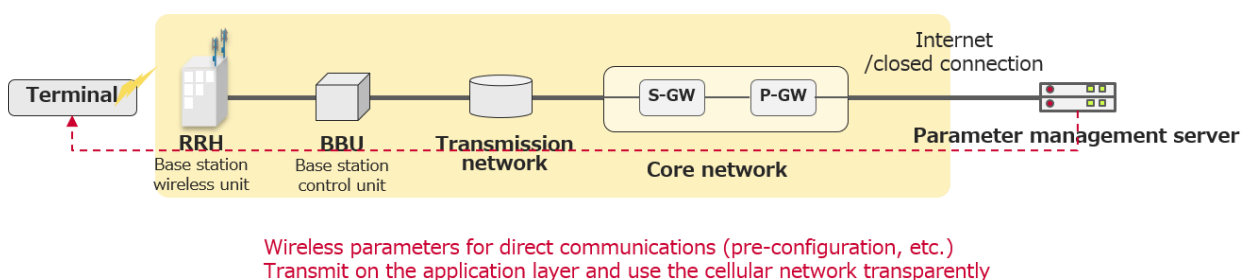 Internet
/closed connection
Terminal
S-GW
P-GW
RRH
Base station
wireless unit
BBU
Base station
control unit
Transmission
network
Core network
Parameter management server
Wireless parameters for direct communications (pre-configuration, etc.)
Transmit on the application layer and use the cellular network transparently